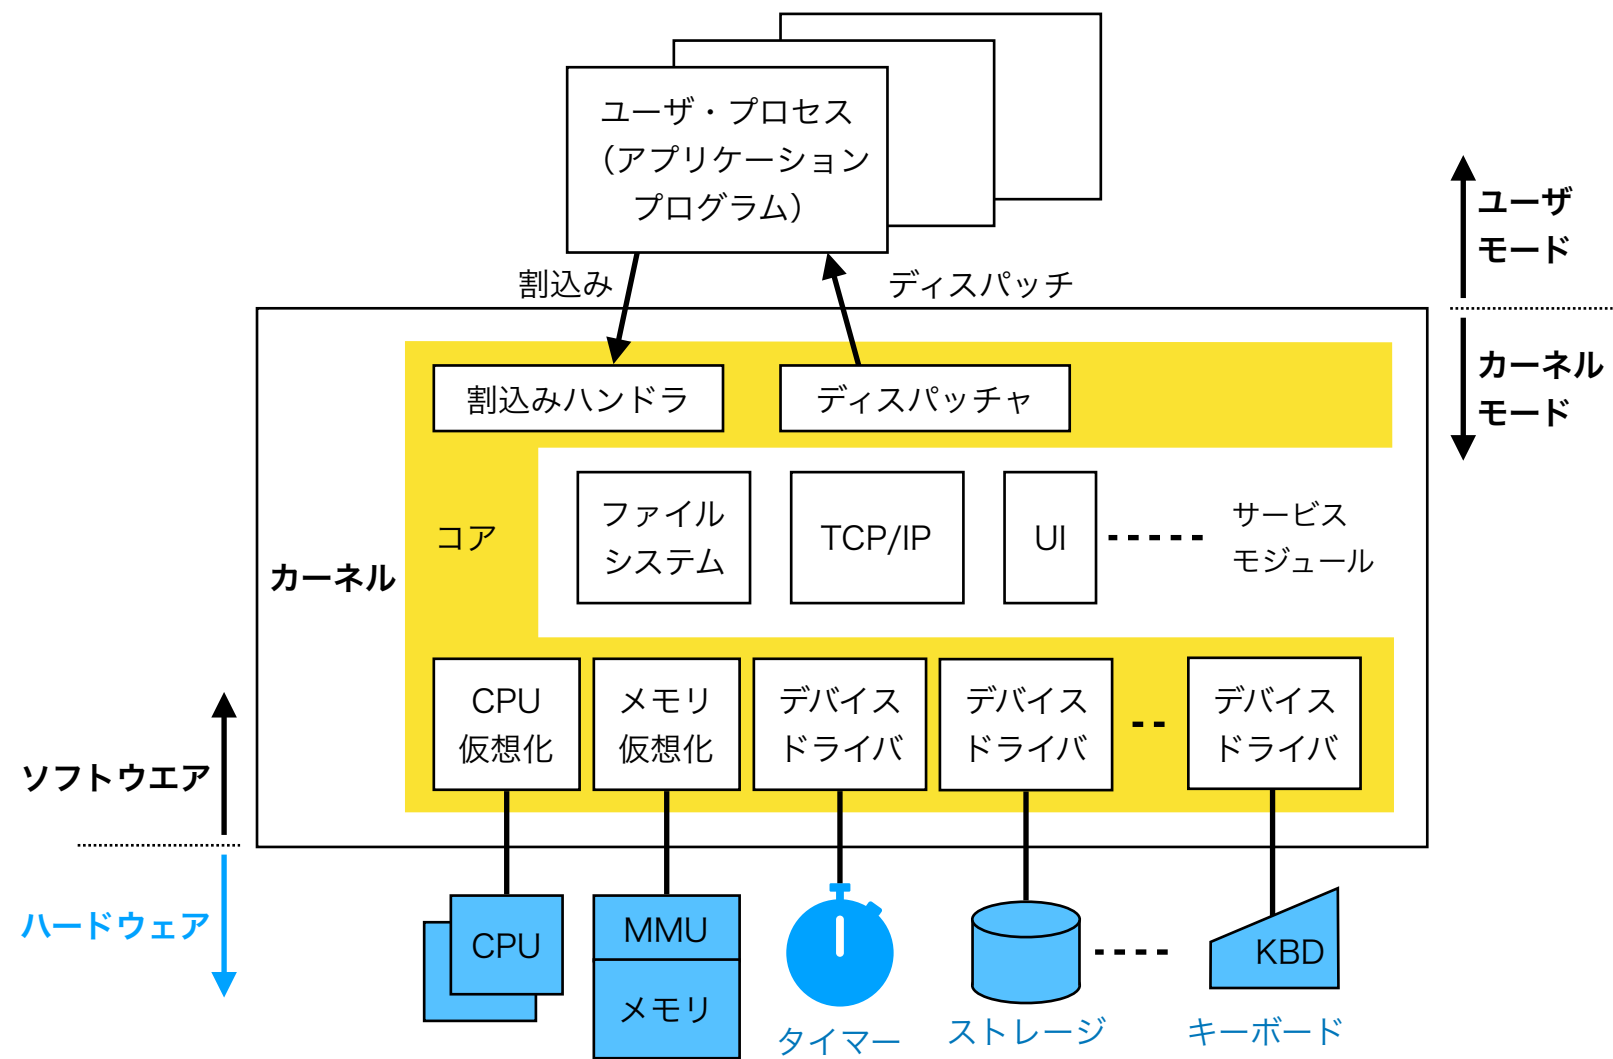 ユーザ・プロセス
（アプリケーション
プログラム）
ユーザ
モード
割込み
ディスパッチ
カーネル
モード
割込みハンドラ
ディスパッチャ
コア
ファイル
システム
TCP/IP
UI
サービス
モジュール
カーネル
CPU
仮想化
メモリ
仮想化
デバイス
ドライバ
デバイス
ドライバ
デバイス
ドライバ
ソフトウエア
ハードウェア
CPU
MMU
メモリ
タイマー
ストレージ
KBD
キーボード